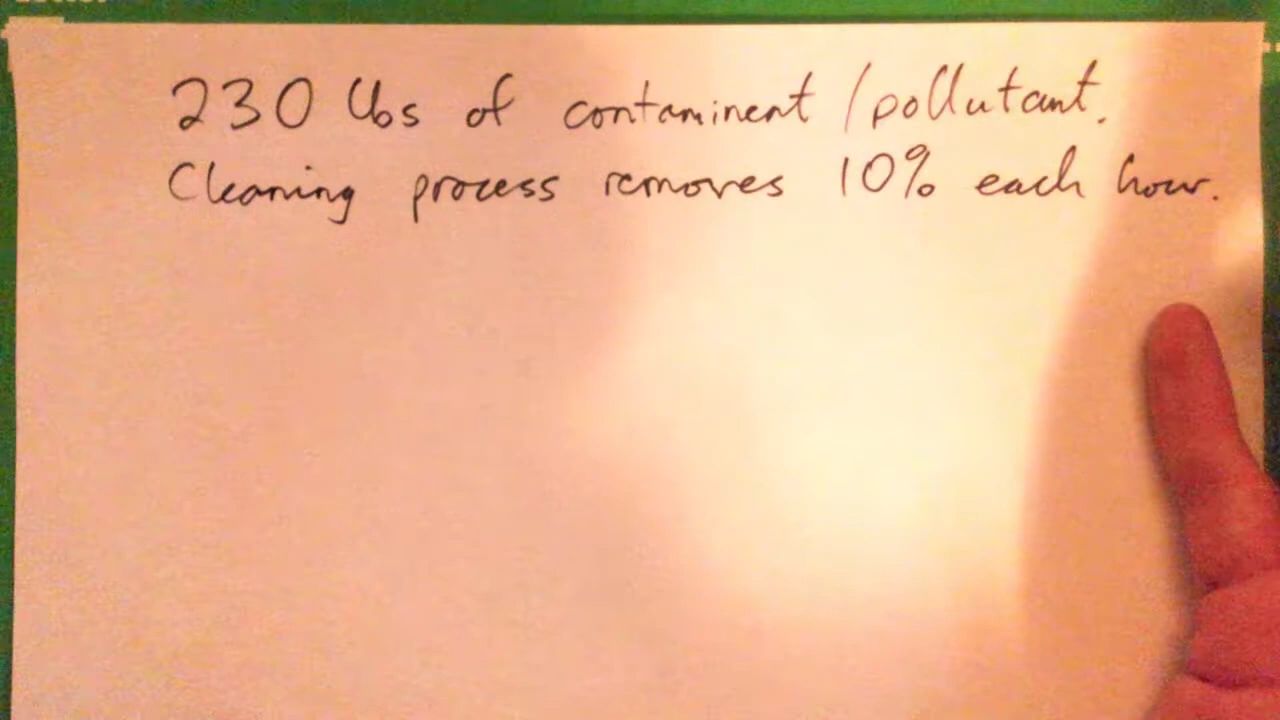 230 lbs of contaminent / pollutant.
Cleaning process removes 10% each hour.